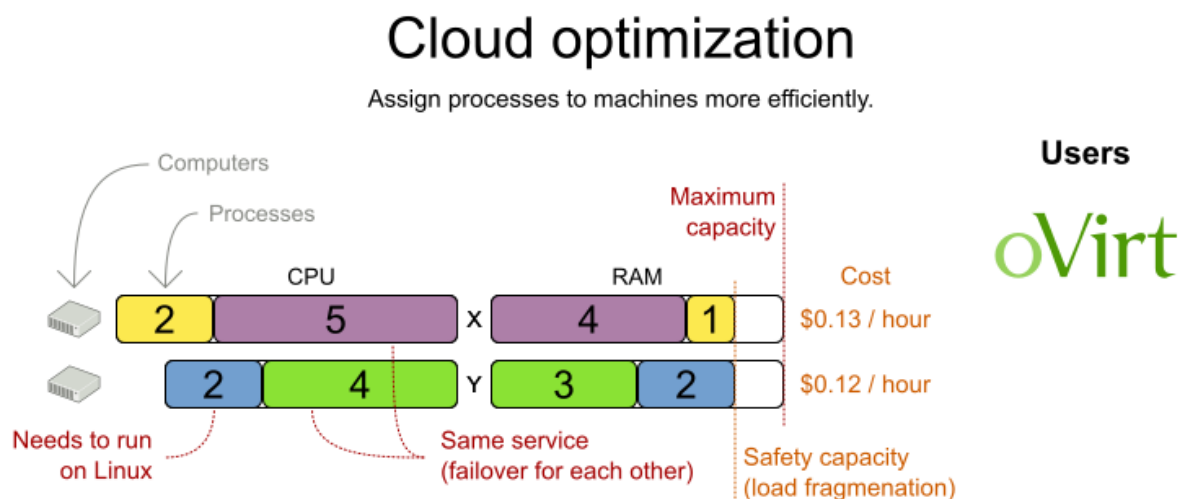 Cloud optimization
Assign processes to machines more efficiently.
Users
oVirt
Computers
Processes
Maximum
capacity
CPU
RAM
Cost
2 5 X 4 1 $0.13 / hour
2 4 Y 3 2 $0.12 / hour
Needs to run
on Linux
Same service
(failover for each other)
Safety capacity
(load fragmenation)